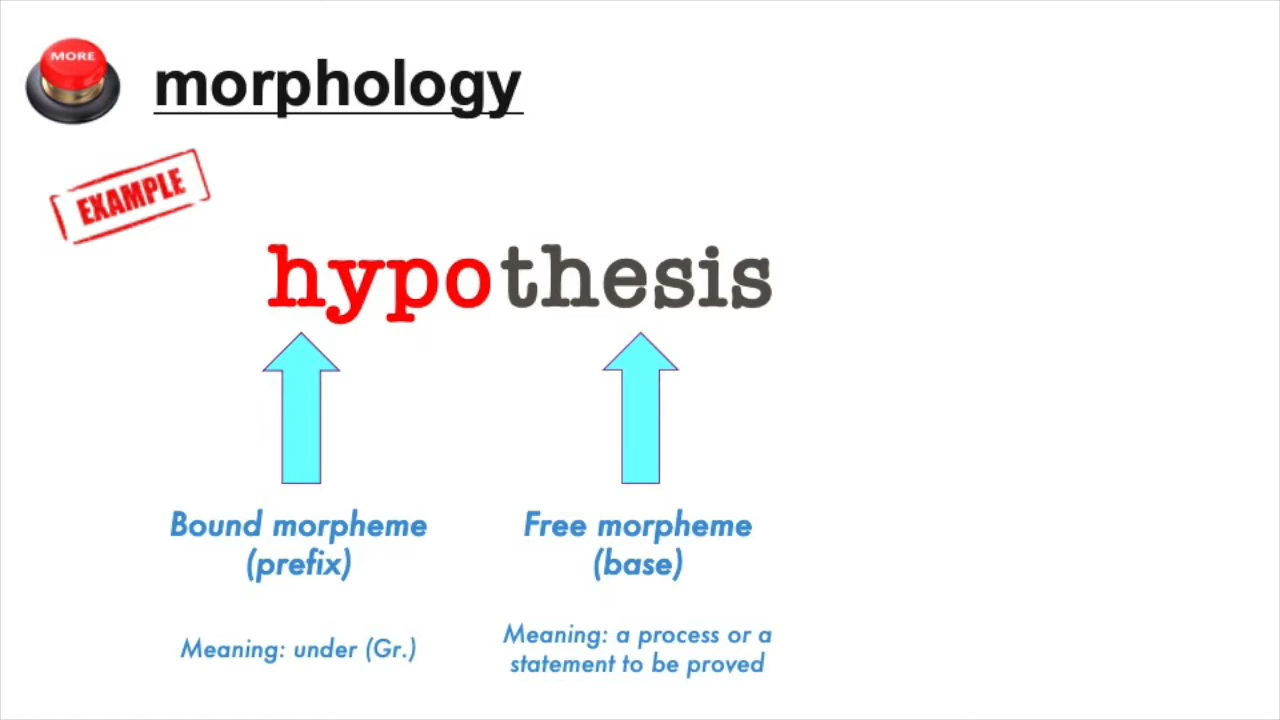 MORE
morphology
EXAMPLE
hypothesis
Bound morpheme
(prefix)
Free morpheme
(base)
Meaning: under (Gr.)
Meaning: a process or a
statement to be proved